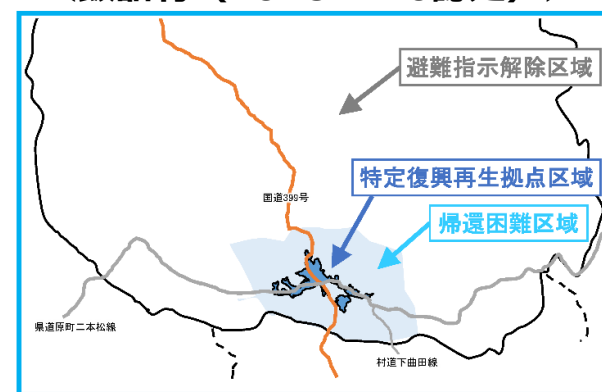 避難指示解除区域
特定復興再生拠点区域
国道399号
帰還困難区域
県道原町二本松線
村道下曲田線